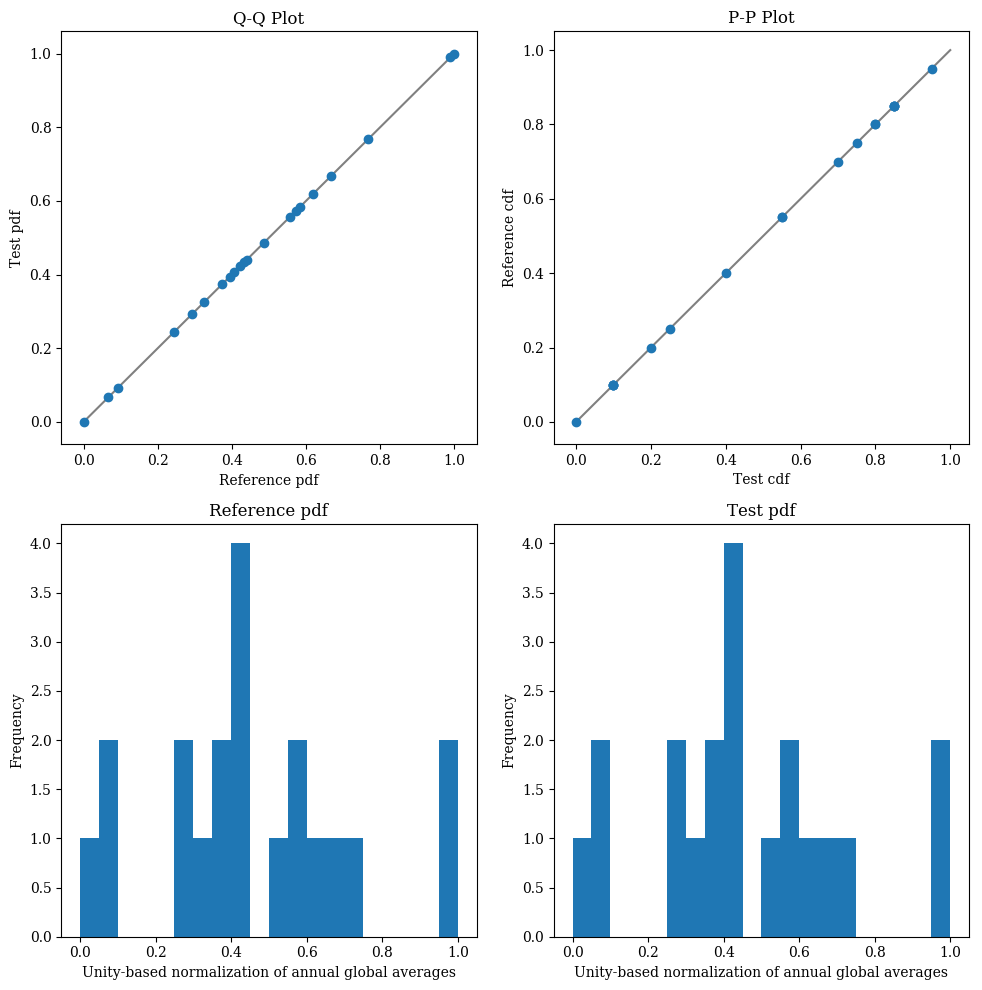 Q-Q Plot
1.0
0.8
0.6
0.4
0.2
0.0
Test pdf
0.0 0.2 0.4 0.6 0.8 1.0
Reference pdf
P-P Plot
1.0
0.8
0.6
0.4
0.2
0.0
Reference cdf
0.0 0.2 0.4 0.6 0.8 1.0
Test cdf
Reference pdf
4.0
3.5
3.0
2.5
2.0
1.5
1.0
0.5
0.0
Frequency
0.0 0.2 0.4 0.6 0.8 1.0
Unity-based normalization of annual global averages
Test pdf
4.0
3.5
3.0
2.5
2.0
1.5
1.0
0.5
0.0
Frequency
0.0 0.2 0.4 0.6 0.8 1.0
Unity-based normalization of annual global averages